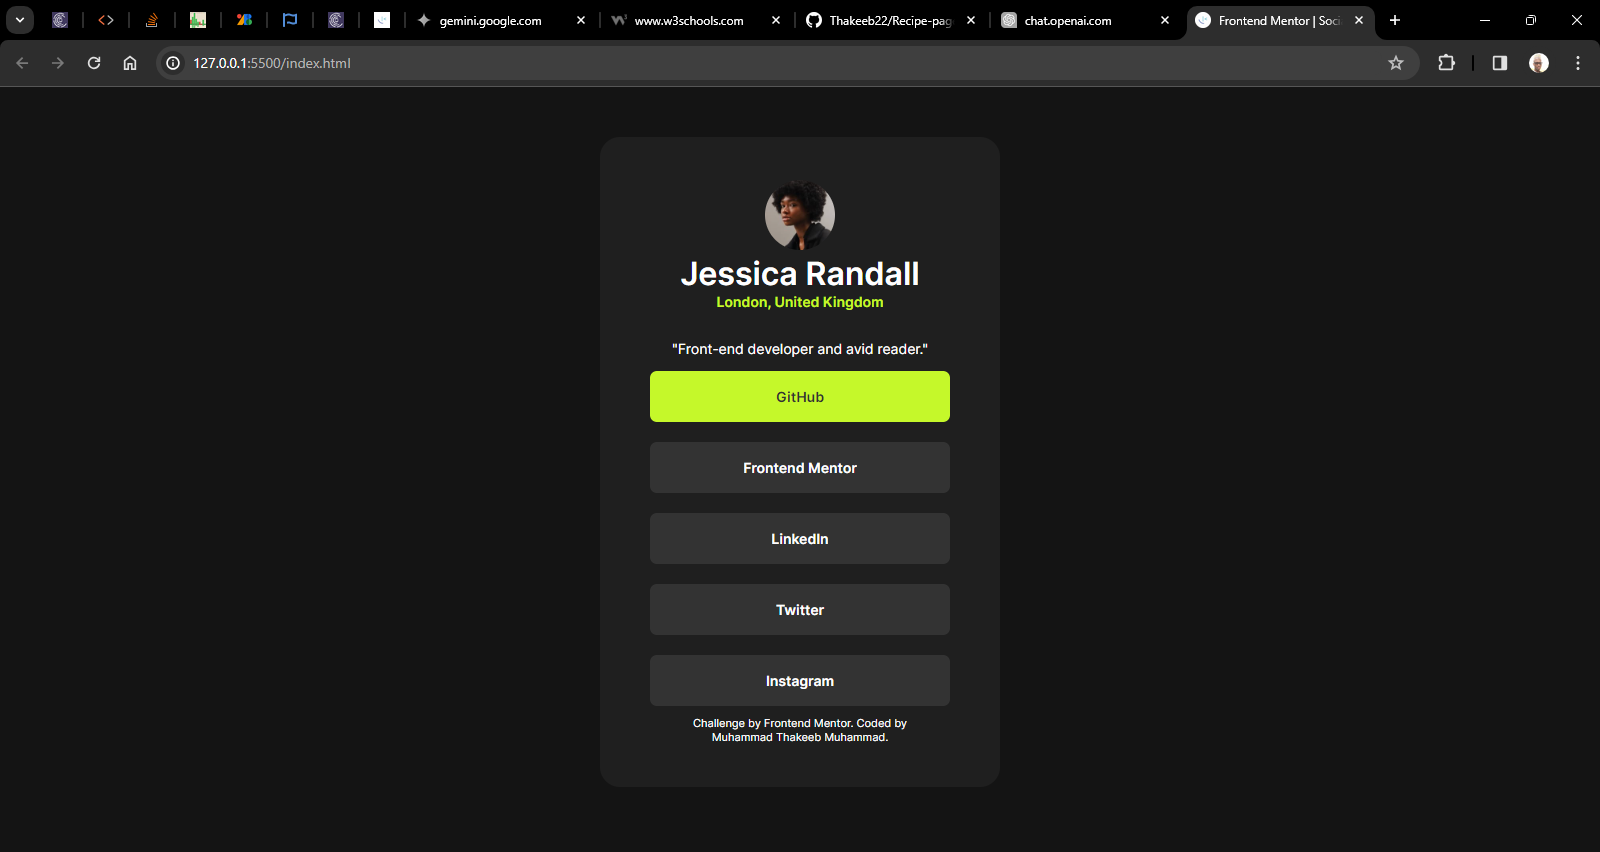 gemini.google.com
www.w3schools.com
Thakeeb22/Recipe-pag
chat.openai.com
Frontend Mentor | Soci
127.0.0.1:5500/index.html
Jessica Randall
London, United Kingdom
"Front-end developer and avid reader."
GitHub
Frontend Mentor
LinkedIn
Twitter
Instagram
Challenge by Frontend Mentor. Coded by
Muhammad Thakeeb Muhammad.